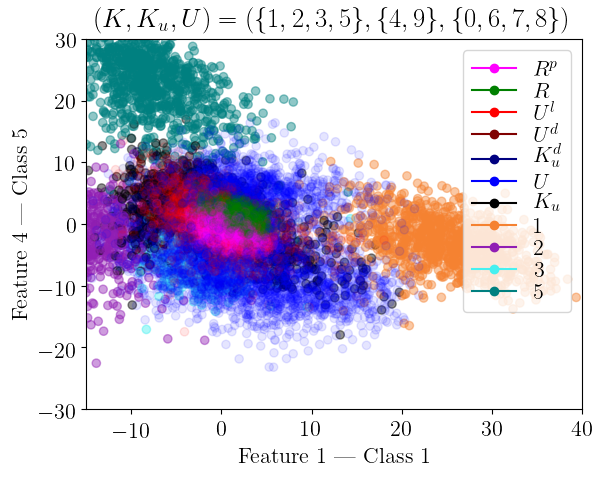 (K, K_u, U) = ({1, 2, 3, 5}, {4, 9}, {0, 6, 7, 8})
30
20
10
0
−10
−20
−30
Feature 4 — Class 5
−10
0
10
20
30
40
Feature 1 — Class 1
R^p
R
U^l
U^d
K_u^d
U
K_u
1
2
3
5